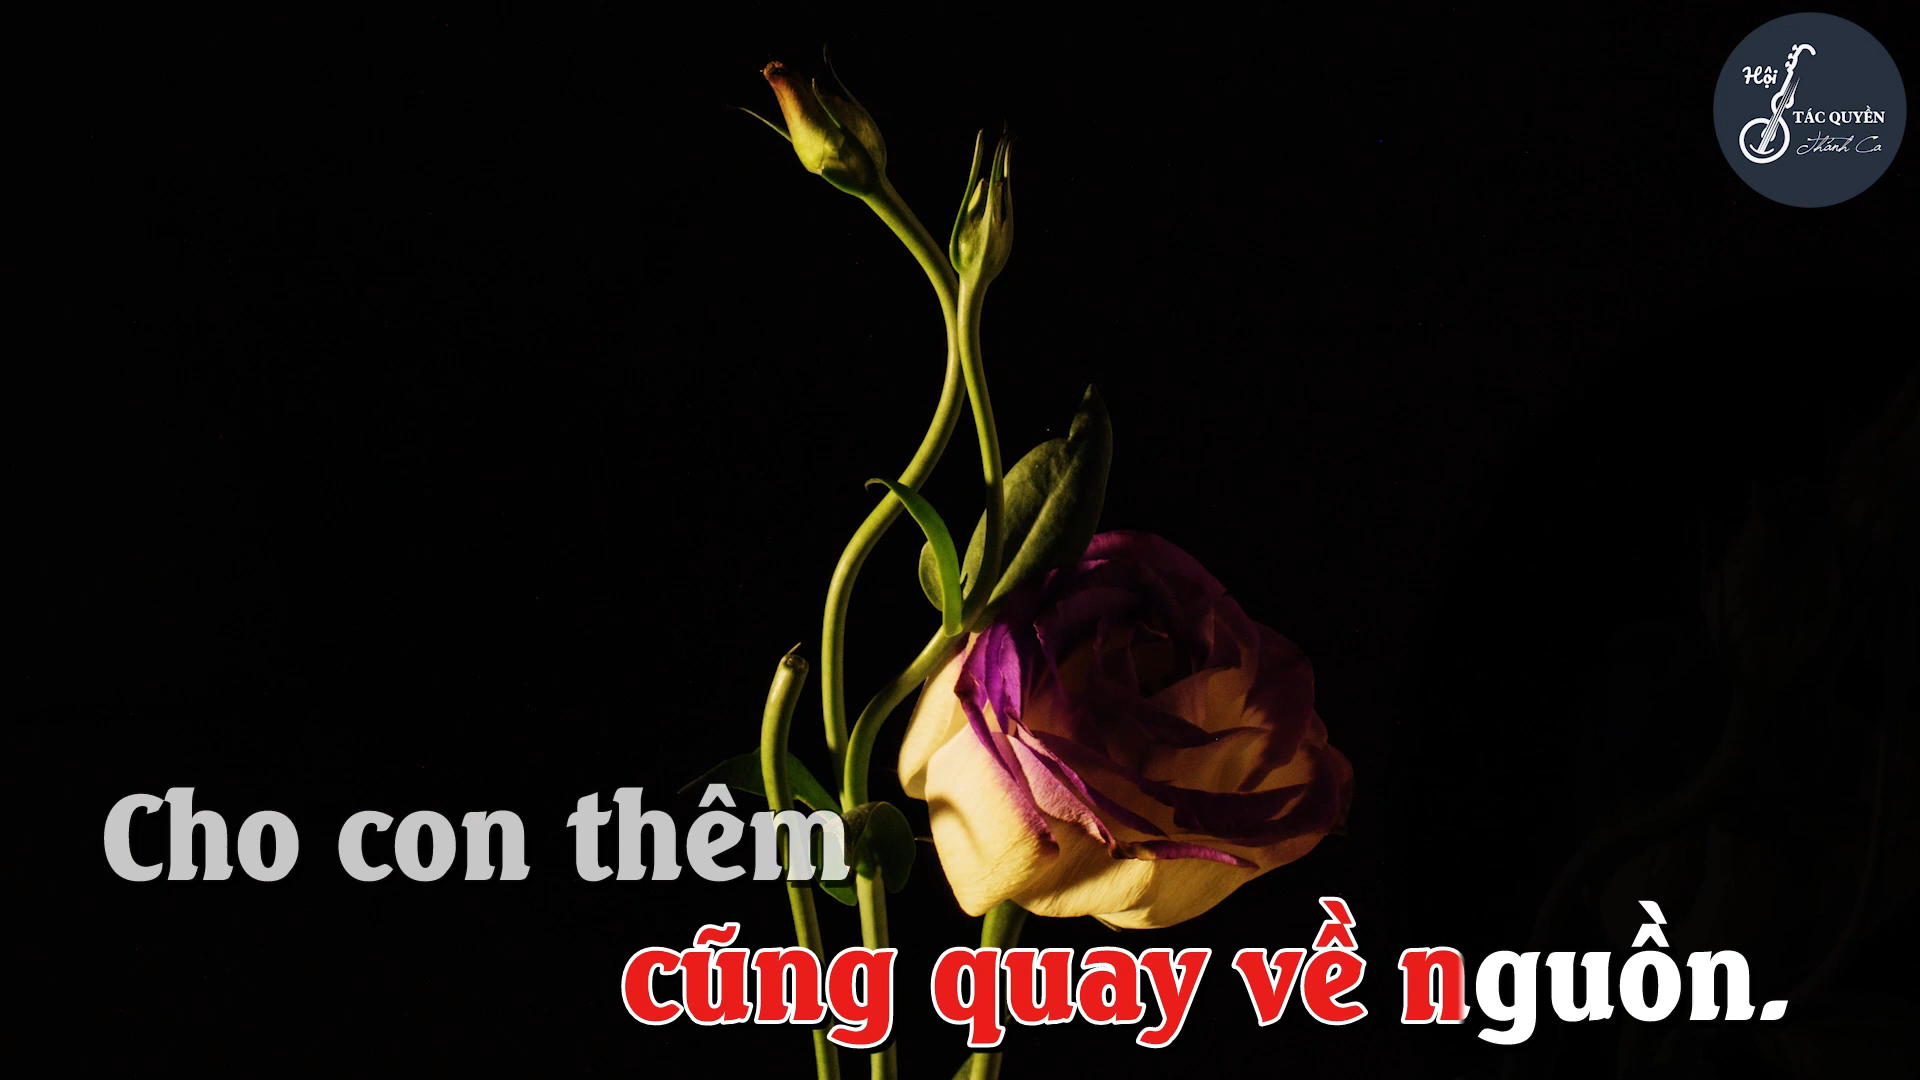 Hội
TÁC QUYỀN
Thánh Ca
Cho con thêm
cũng quay về nguồn.